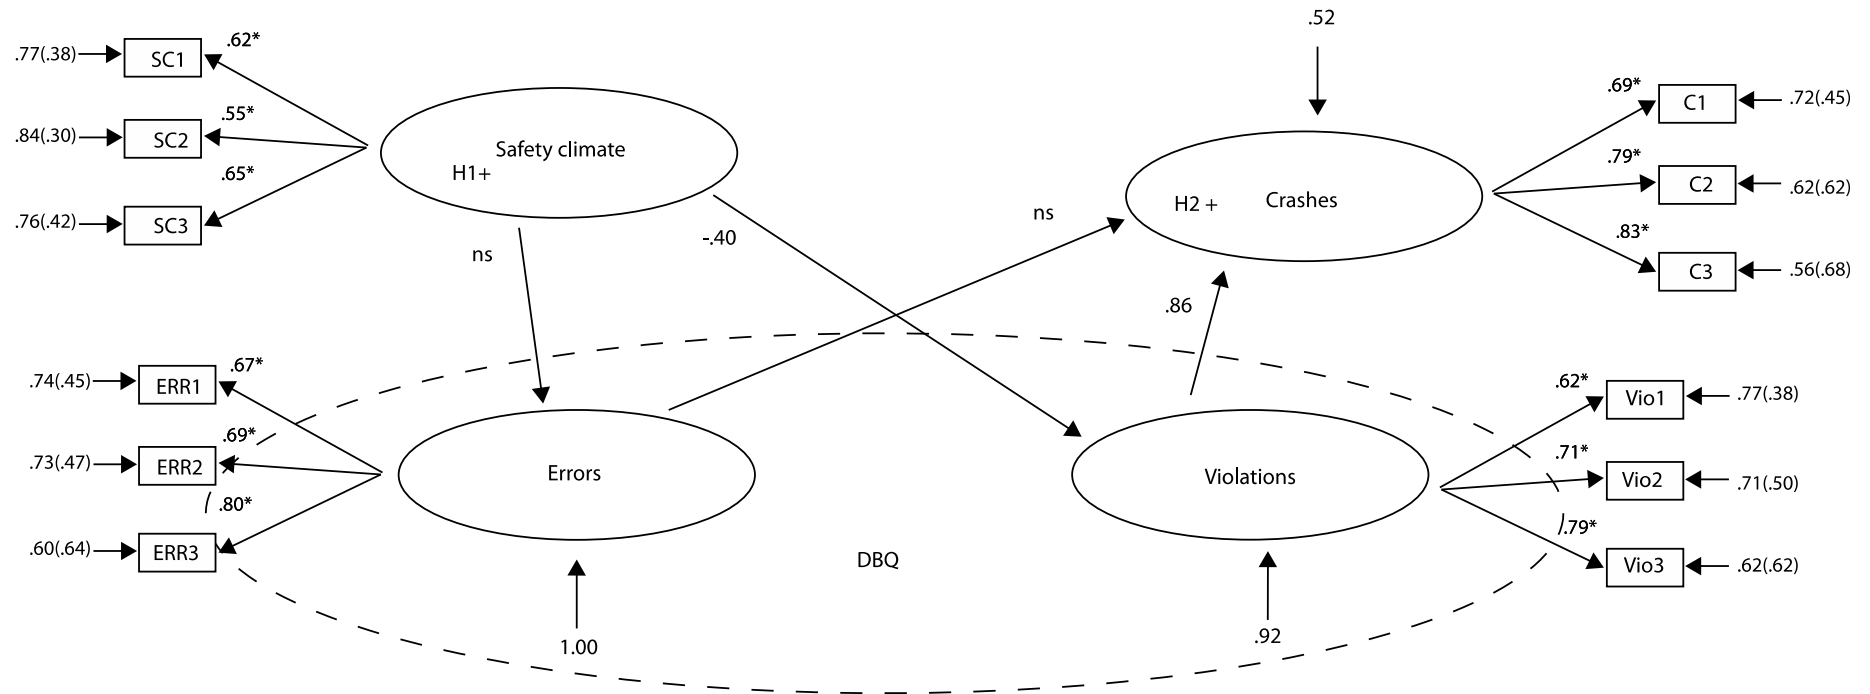 .52
.77(.38)
SC1
.62*
.84(.30)
SC2
.55*
.76(.42)
SC3
.65*
Safety climate
H1+
C1
.69*
.72(.45)
C2
.79*
.62(.62)
C3
.83*
.56(.68)
H2 +
Crashes
ns
-.40
ns
.86
.74(.45)
ERR1
.67*
.73(.47)
ERR2
.69*
.60(.64)
ERR3
.80*
Errors
Violations
Vio1
.62*
.77(.38)
Vio2
.71*
.71(.50)
Vio3
.79*
.62(.62)
DBQ
1.00
.92